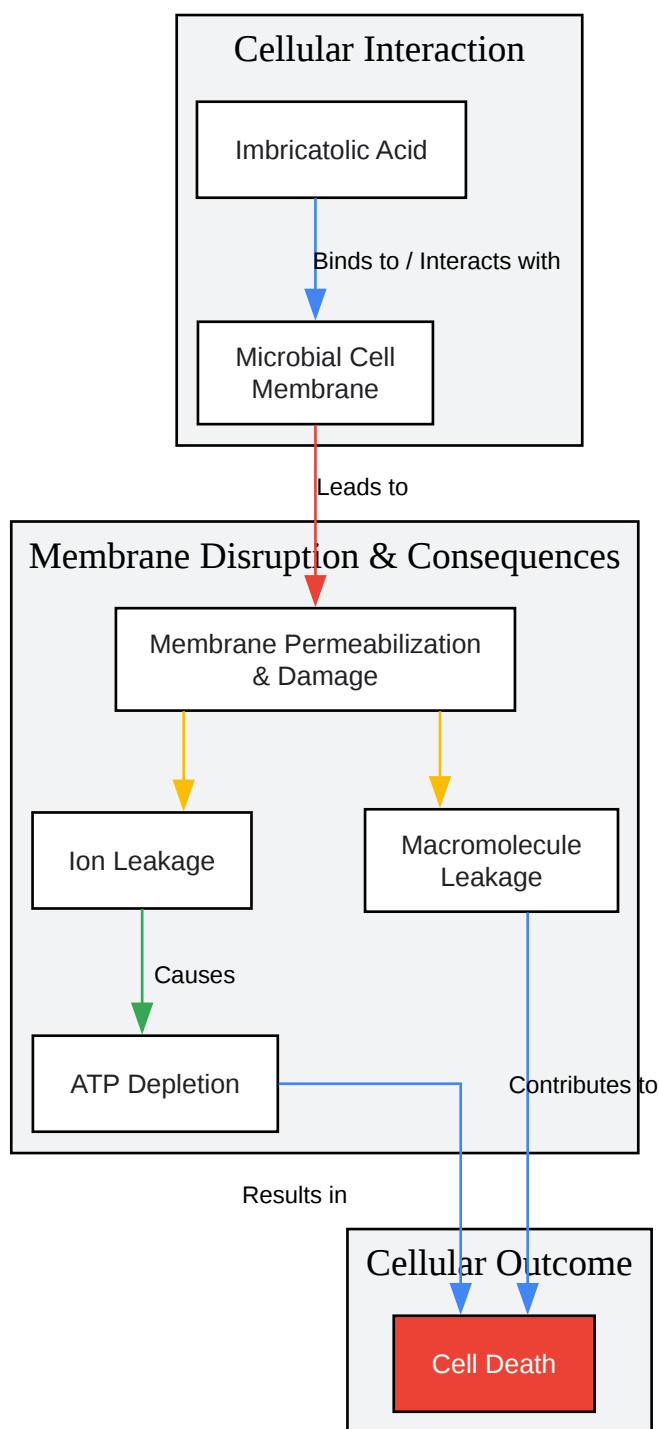 Cellular Interaction
Imbricatolic Acid
Binds to / Interacts with
Microbial Cell
Membrane
Leads to
Membrane Disruption & Consequences
Membrane Permeabilization
& Damage
Ion Leakage
Macromolecule
Leakage
Causes
ATP Depletion
Contributes to
Results in
Cellular Outcome
Cell Death